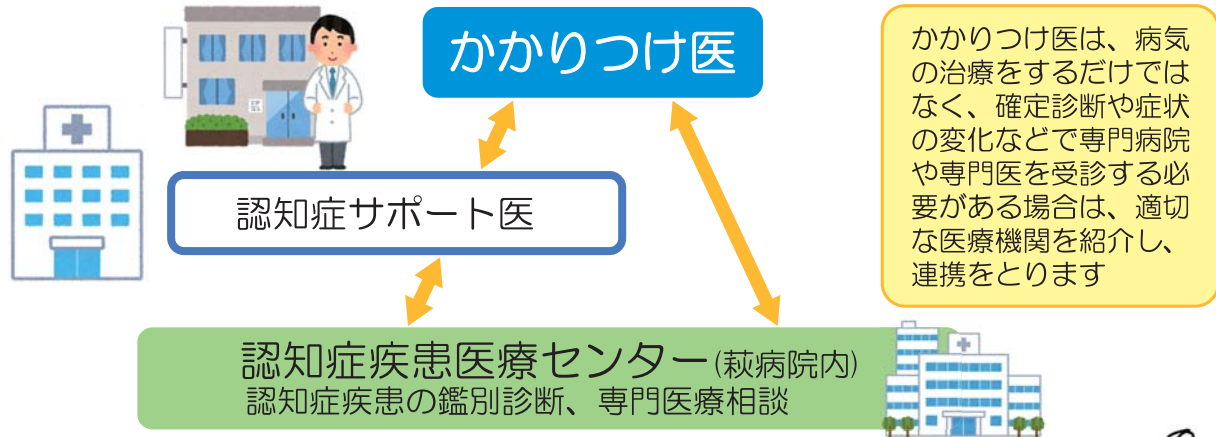 かかりつけ医
かかりつけ医は、病気
の治療をするだけでは
なく、確定診断や症状
の変化などで専門病院
や専門医を受診する必
要がある場合は、適切
な医療機関を紹介し、
連携をとります
認知症サポート医
認知症疾患医療センター(萩病院内)
認知症疾患の鑑別診断、専門医療相談